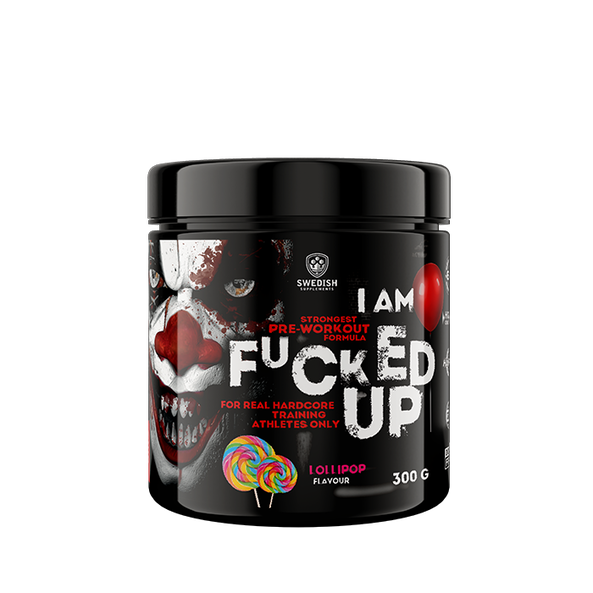 SWEDISH
SUPPLEMENTS
I AM
STRONGEST
PRE-WORKOUT
FORMULA
FUCKED
UP
FOR REAL HARDCORE
TRAINING
ATHLETES ONLY
LOLLIPOP
FLAVOUR
300 G